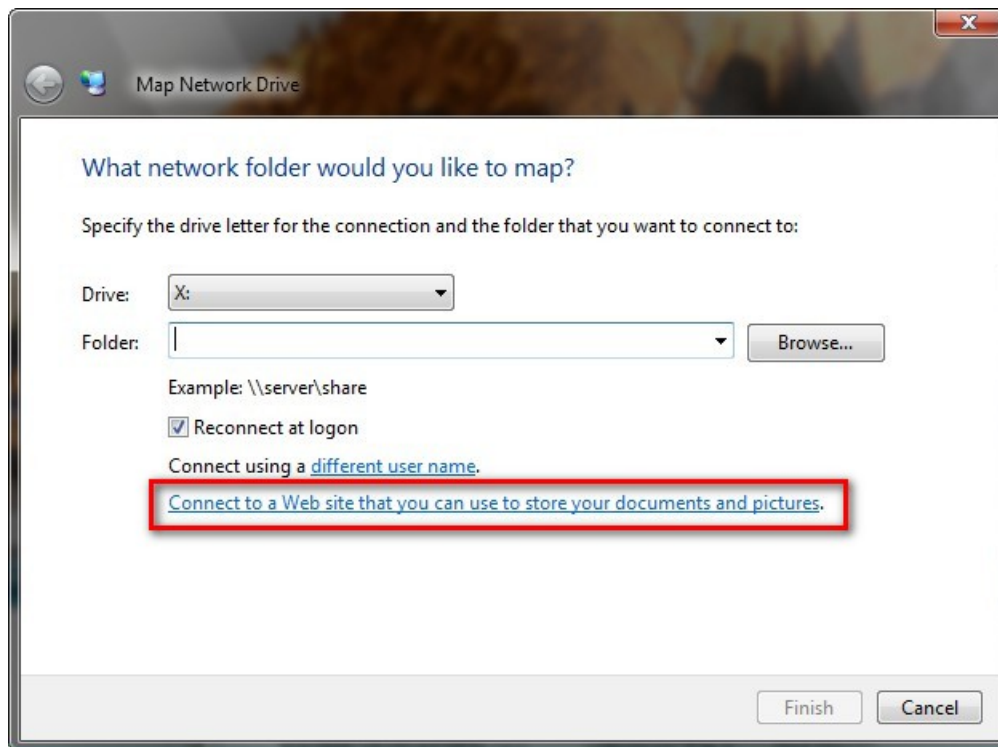 Map Network Drive
What network folder would you like to map?
Specify the drive letter for the connection and the folder that you want to connect to:
Drive: X:
Folder: Browse...
Example: \\server\share
Reconnect at logon
Connect using a different user name.
Connect to a Web site that you can use to store your documents and pictures.
Finish Cancel